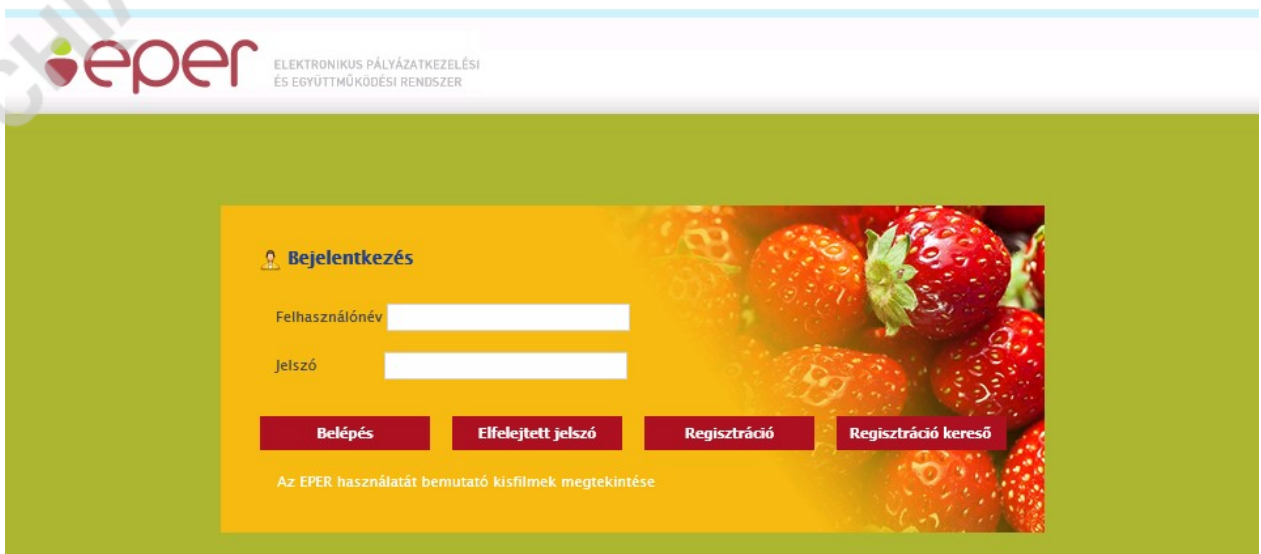 eper
ELEKTRONIKUS PÁLYÁZATKEZELÉSI
ÉS EGYÜTTMŰKÖDÉSI RENDSZER
Bejelentkezés
Felhasználónév
Jelszó
Belépés Elfelejtett jelszó Regisztráció Regisztráció kereső
Az EPER használatát bemutató kisfilmek megtekintése